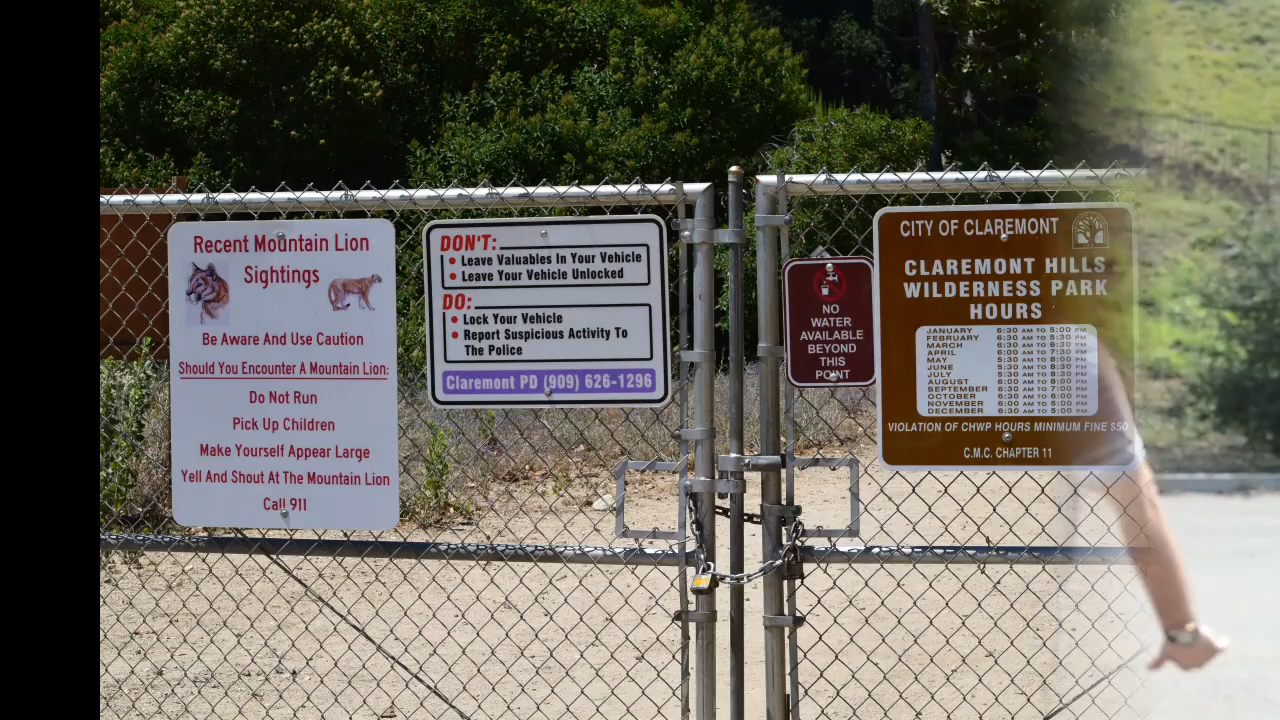 Recent Mountain Lion
Sightings
Be Aware And Use Caution
Should You Encounter A Mountain Lion:
Do Not Run
Pick Up Children
Make Yourself Appear Large
Yell And Shout At The Mountain Lion
Call 911
DON'T:
Leave Valuables In Your Vehicle
Leave Your Vehicle Unlocked
DO:
Lock Your Vehicle
Report Suspicious Activity To
The Police
Claremont PD (909) 626-1296
NO
WATER
AVAILABLE
BEYOND
THIS
POINT
CITY OF CLAREMONT
CLAREMONT HILLS
WILDERNESS PARK
HOURS
JANUARY 6:30 AM TO 5:00 PM
FEBRUARY 6:30 AM TO 5:30 PM
MARCH 6:30 AM TO 6:30 PM
APRIL 6:00 AM TO 7:30 PM
MAY 5:30 AM TO 8:00 PM
JUNE 5:30 AM TO 8:30 PM
JULY 5:30 AM TO 8:30 PM
AUGUST 6:00 AM TO 8:00 PM
SEPTEMBER 6:30 AM TO 7:00 PM
OCTOBER 6:30 AM TO 6:00 PM
NOVEMBER 6:00 AM TO 5:00 PM
DECEMBER 6:30 AM TO 5:00 PM
VIOLATION OF CHWP HOURS MINIMUM FINE $50
C.M.C. CHAPTER 11